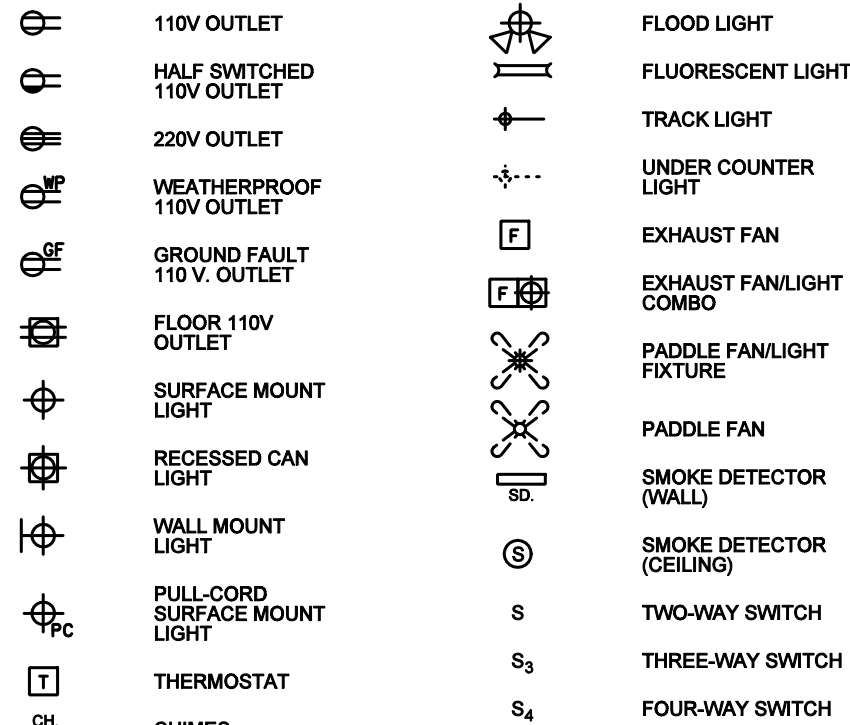 110V OUTLET
HALF SWITCHED
110V OUTLET
220V OUTLET
WP
WEATHERPROOF
110V OUTLET
GF
GROUND FAULT
110 V. OUTLET
FLOOR 110V
OUTLET
SURFACE MOUNT
LIGHT
RECESSED CAN
LIGHT
WALL MOUNT
LIGHT
PC
PULL-CORD
SURFACE MOUNT
LIGHT
T
THERMOSTAT
CH.
CHIMES
FLOOD LIGHT
FLUORESCENT LIGHT
TRACK LIGHT
UNDER COUNTER
LIGHT
F
EXHAUST FAN
F
EXHAUST FAN/LIGHT
COMBO
PADDLE FAN/LIGHT
FIXTURE
PADDLE FAN
SD.
SMOKE DETECTOR
(WALL)
S
SMOKE DETECTOR
(CEILING)
S
TWO-WAY SWITCH
S3
THREE-WAY SWITCH
S4
FOUR-WAY SWITCH